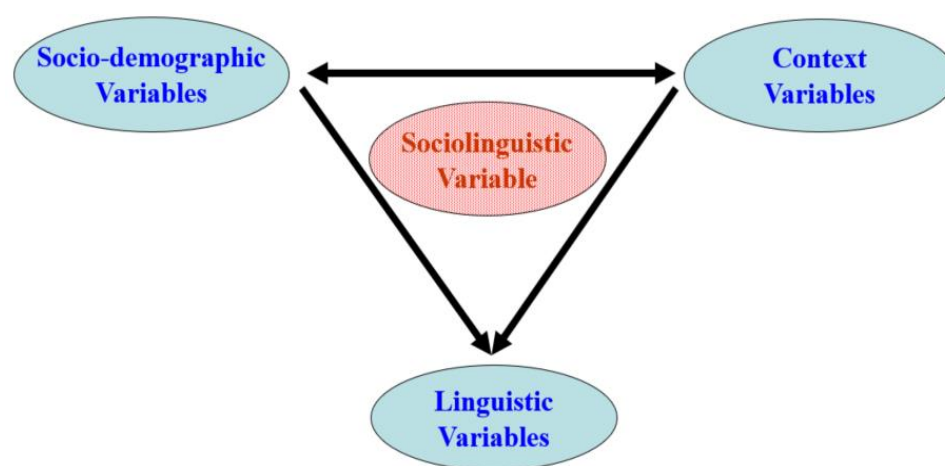 Socio-demographic
Variables
Context
Variables
Sociolinguistic
Variable
Linguistic
Variables